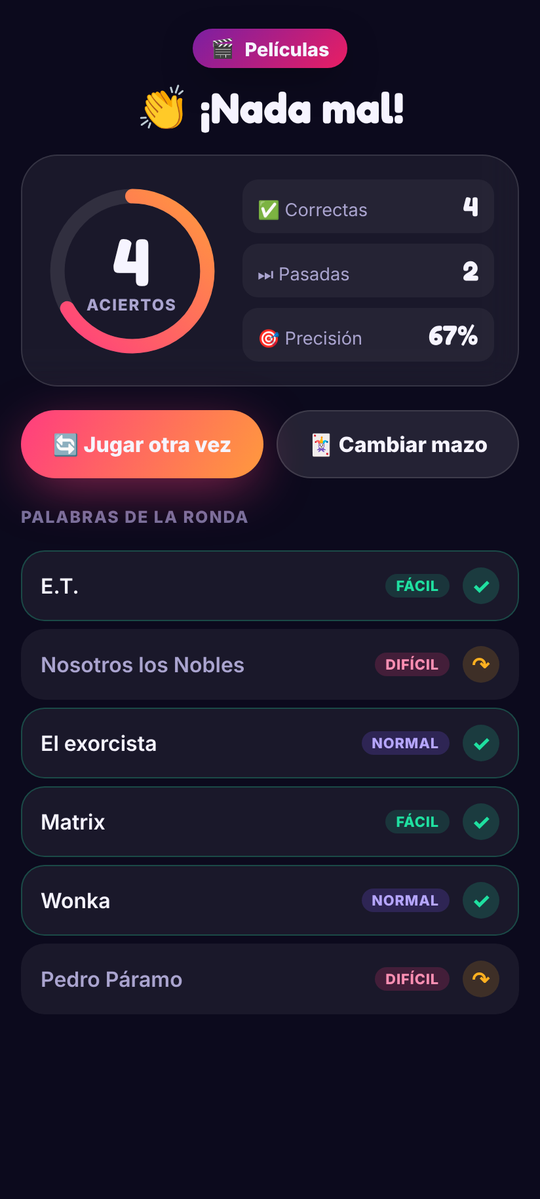 🎬 Películas
👏 ¡Nada mal!
4
ACIERTOS
✅ Correctas 4
⏭ Pasadas 2
🎯 Precisión 67%
🔄 Jugar otra vez
🃏 Cambiar mazo
PALABRAS DE LA RONDA
E.T. FÁCIL ✓
Nosotros los Nobles DIFÍCIL ↷
El exorcista NORMAL ✓
Matrix FÁCIL ✓
Wonka NORMAL ✓
Pedro Páramo DIFÍCIL ↷